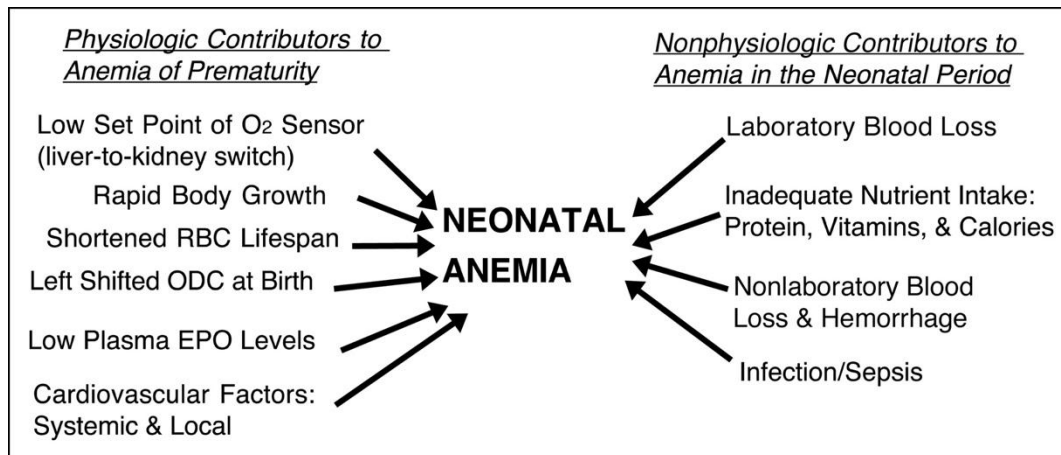 Physiologic Contributors to
Anemia of Prematurity
Low Set Point of O2 Sensor
(liver-to-kidney switch)
Rapid Body Growth
Shortened RBC Lifespan
Left Shifted ODC at Birth
Low Plasma EPO Levels
Cardiovascular Factors:
Systemic & Local
NEONATAL
ANEMIA
Nonphysiologic Contributors to
Anemia in the Neonatal Period
Laboratory Blood Loss
Inadequate Nutrient Intake:
Protein, Vitamins, & Calories
Nonlaboratory Blood
Loss & Hemorrhage
Infection/Sepsis